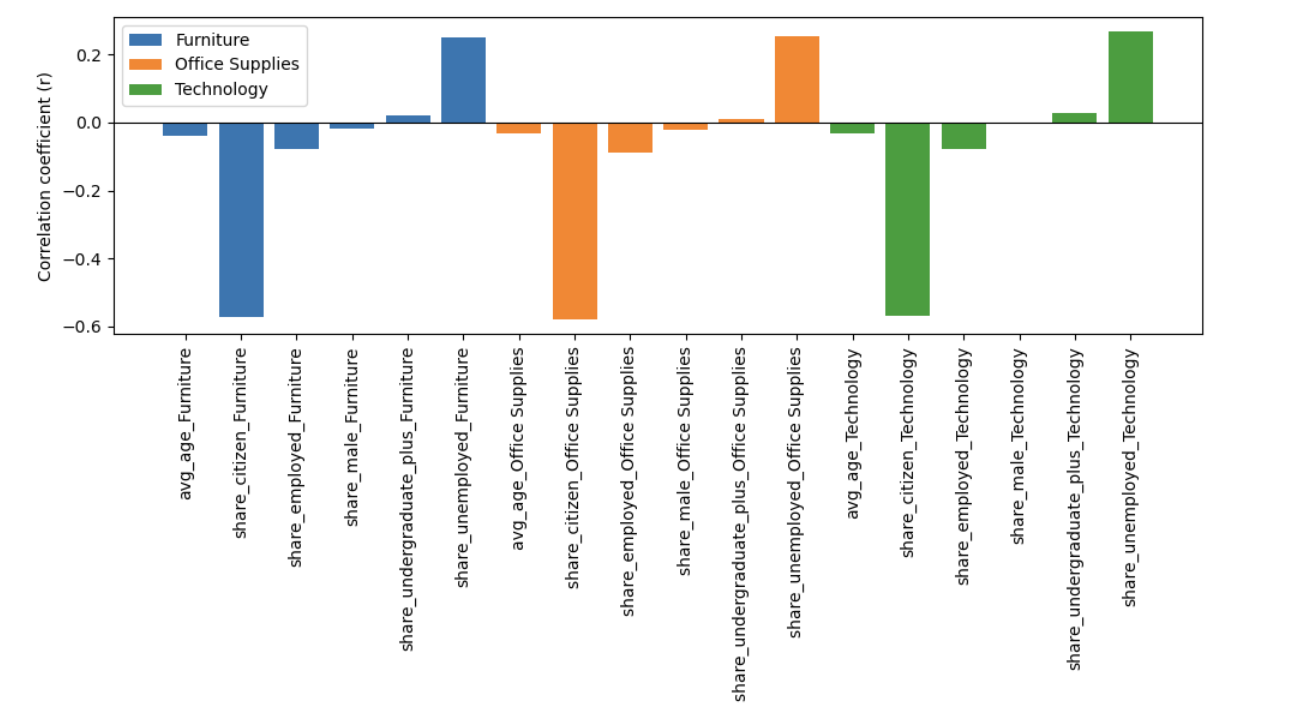 Furniture
Office Supplies
Technology
Correlation coefficient (r)
0.2
0.0
−0.2
−0.4
−0.6
avg_age_Furniture
share_citizen_Furniture
share_employed_Furniture
share_male_Furniture
share_undergraduate_plus_Furniture
share_unemployed_Furniture
avg_age_Office Supplies
share_citizen_Office Supplies
share_employed_Office Supplies
share_male_Office Supplies
share_undergraduate_plus_Office Supplies
share_unemployed_Office Supplies
avg_age_Technology
share_citizen_Technology
share_employed_Technology
share_male_Technology
share_undergraduate_plus_Technology
share_unemployed_Technology